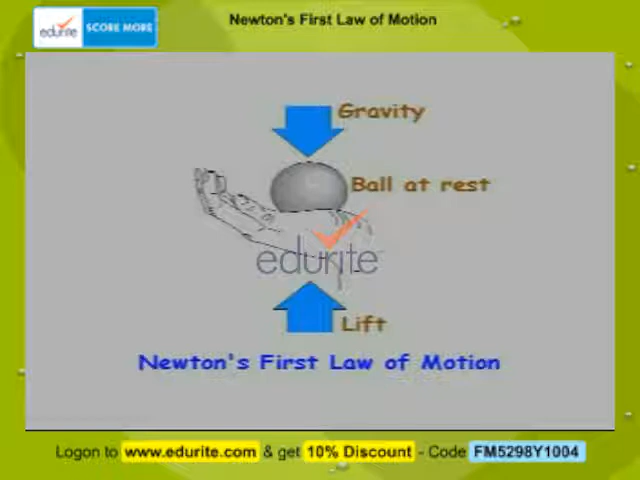 Newton's First Law of Motion
edurite SCORE MORE
Gravity
Ball at rest
edurite
Lift
Newton's First Law of Motion
Logon to www.edurite.com & get 10% Discount - Code FM5298Y1004